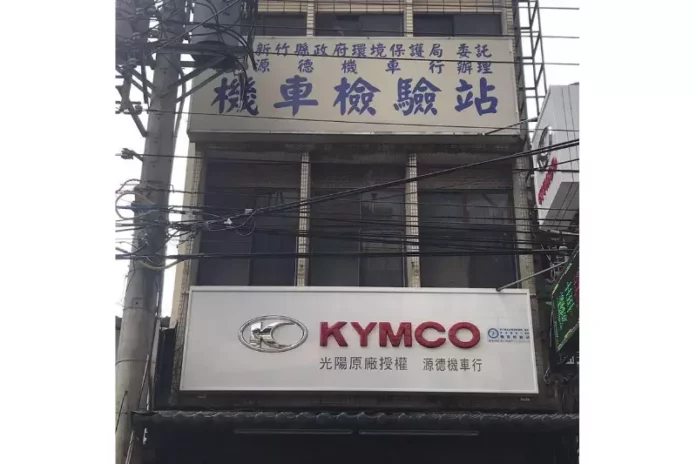 新竹縣政府環境保護局 委託
源德機車行辦理
機車檢驗站
KYMCO
光陽原廠授權 源德機車行
KYMCO